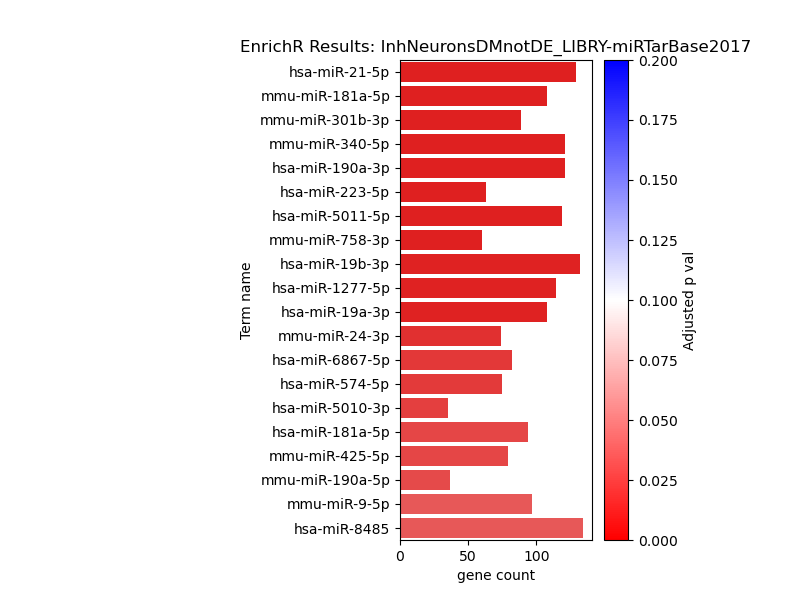 EnrichR Results: InhNeuronsDMnotDE_LIBRY-miRTarBase2017
hsa-miR-21-5p
mmu-miR-181a-5p
mmu-miR-301b-3p
mmu-miR-340-5p
hsa-miR-190a-3p
hsa-miR-223-5p
hsa-miR-5011-5p
mmu-miR-758-3p
hsa-miR-19b-3p
hsa-miR-1277-5p
hsa-miR-19a-3p
mmu-miR-24-3p
hsa-miR-6867-5p
hsa-miR-574-5p
hsa-miR-5010-3p
hsa-miR-181a-5p
mmu-miR-425-5p
mmu-miR-190a-5p
mmu-miR-9-5p
hsa-miR-8485
Term name
0 50 100
gene count
0.200
0.175
0.150
0.125
0.100
0.075
0.050
0.025
0.000
Adjusted p val